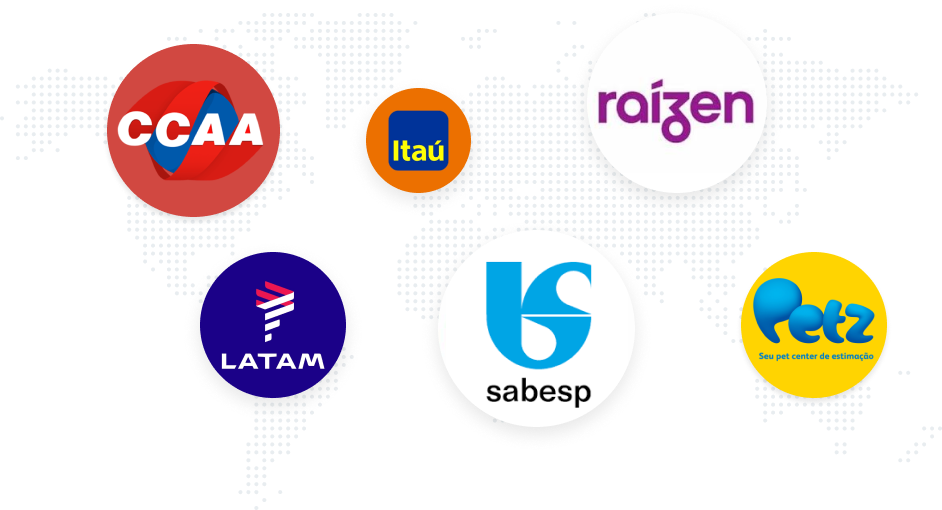 CCAA
Itaú
raízen
LATAM
sabesp
Petz
Seu pet center de estimação